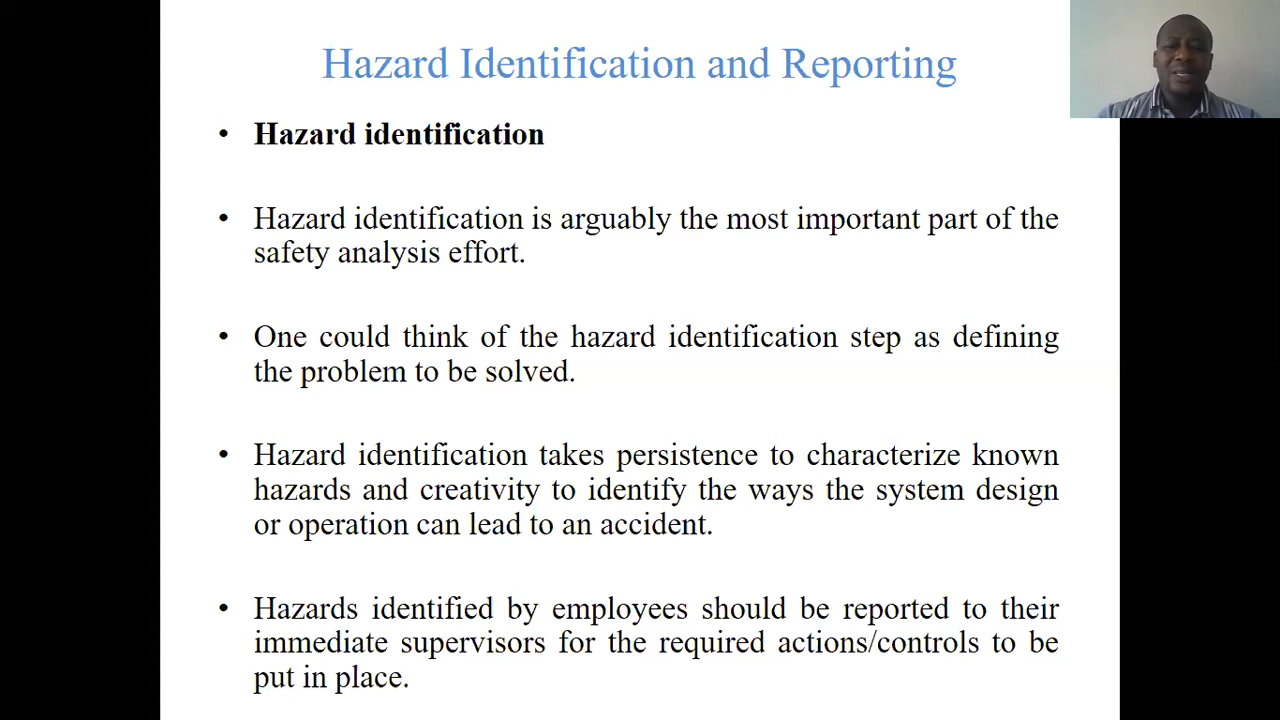 Hazard Identification and Reporting
• Hazard identification
• Hazard identification is arguably the most important part of the
safety analysis effort.
• One could think of the hazard identification step as defining
the problem to be solved.
• Hazard identification takes persistence to characterize known
hazards and creativity to identify the ways the system design
or operation can lead to an accident.
• Hazards identified by employees should be reported to their
immediate supervisors for the required actions/controls to be
put in place.